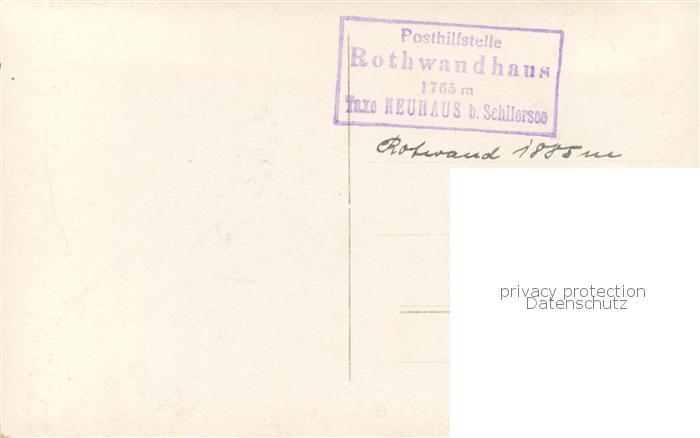 Posthilfstelle
Rothwandhaus
1765 m
Taxe NEUHAUS b. Schliersee
Rotwand 1885 m
privacy protection
Datenschutz